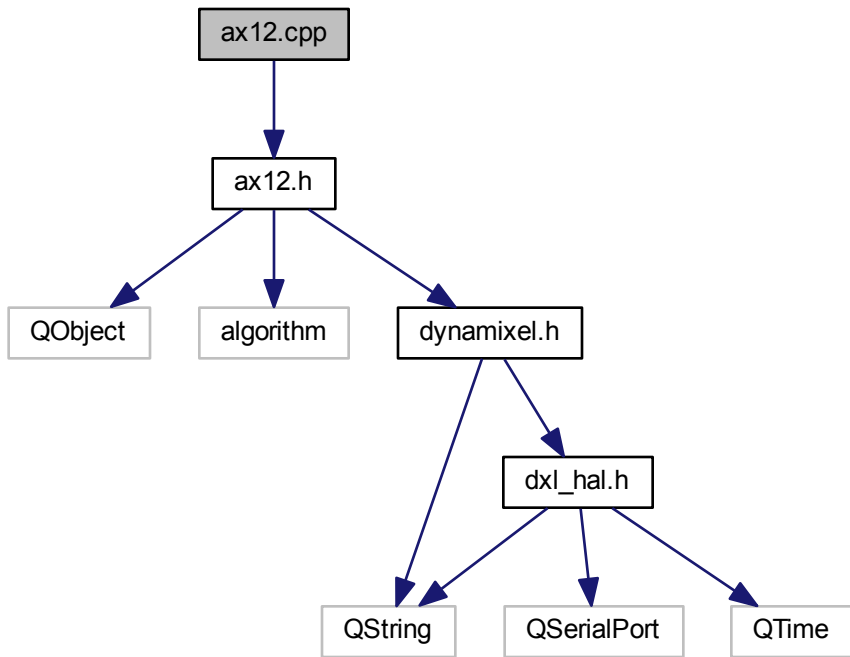 ax12.cpp
ax12.h
QObject
algorithm
dynamixel.h
dxl_hal.h
QString
QSerialPort
QTime